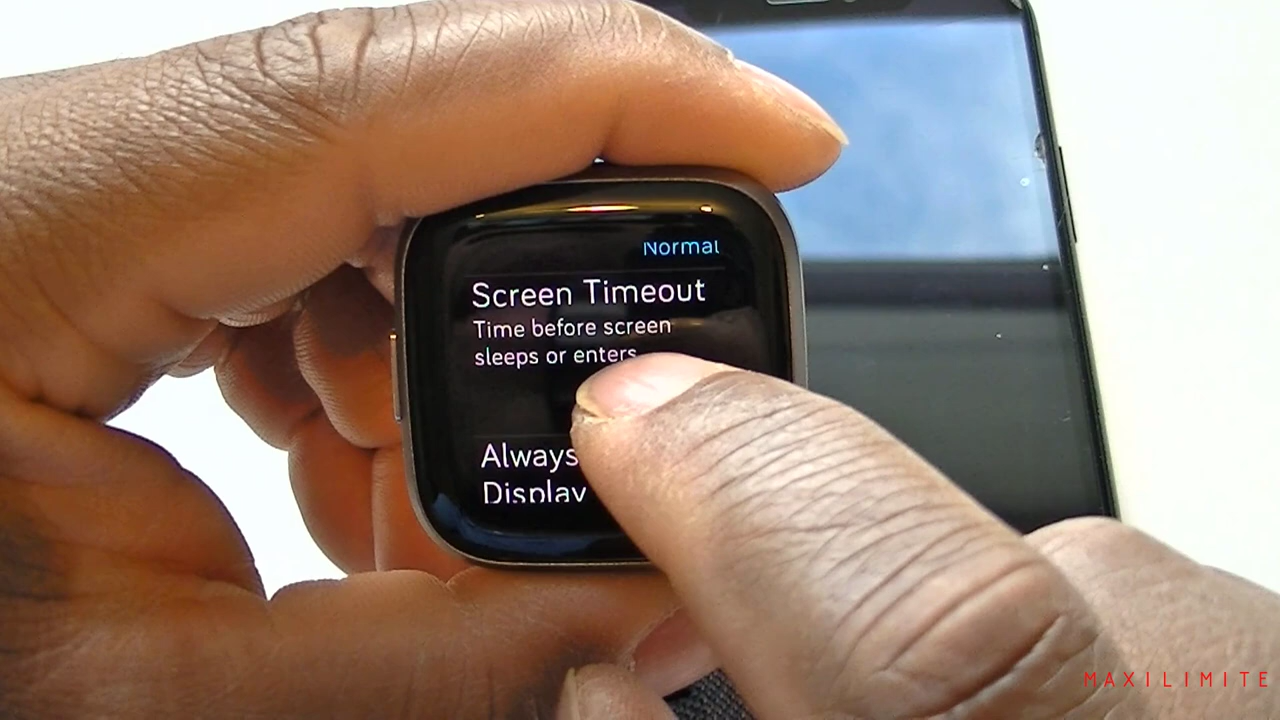 Normal
Screen Timeout
Time before screen
sleeps or enters
Always
Display
MAXILIMITE